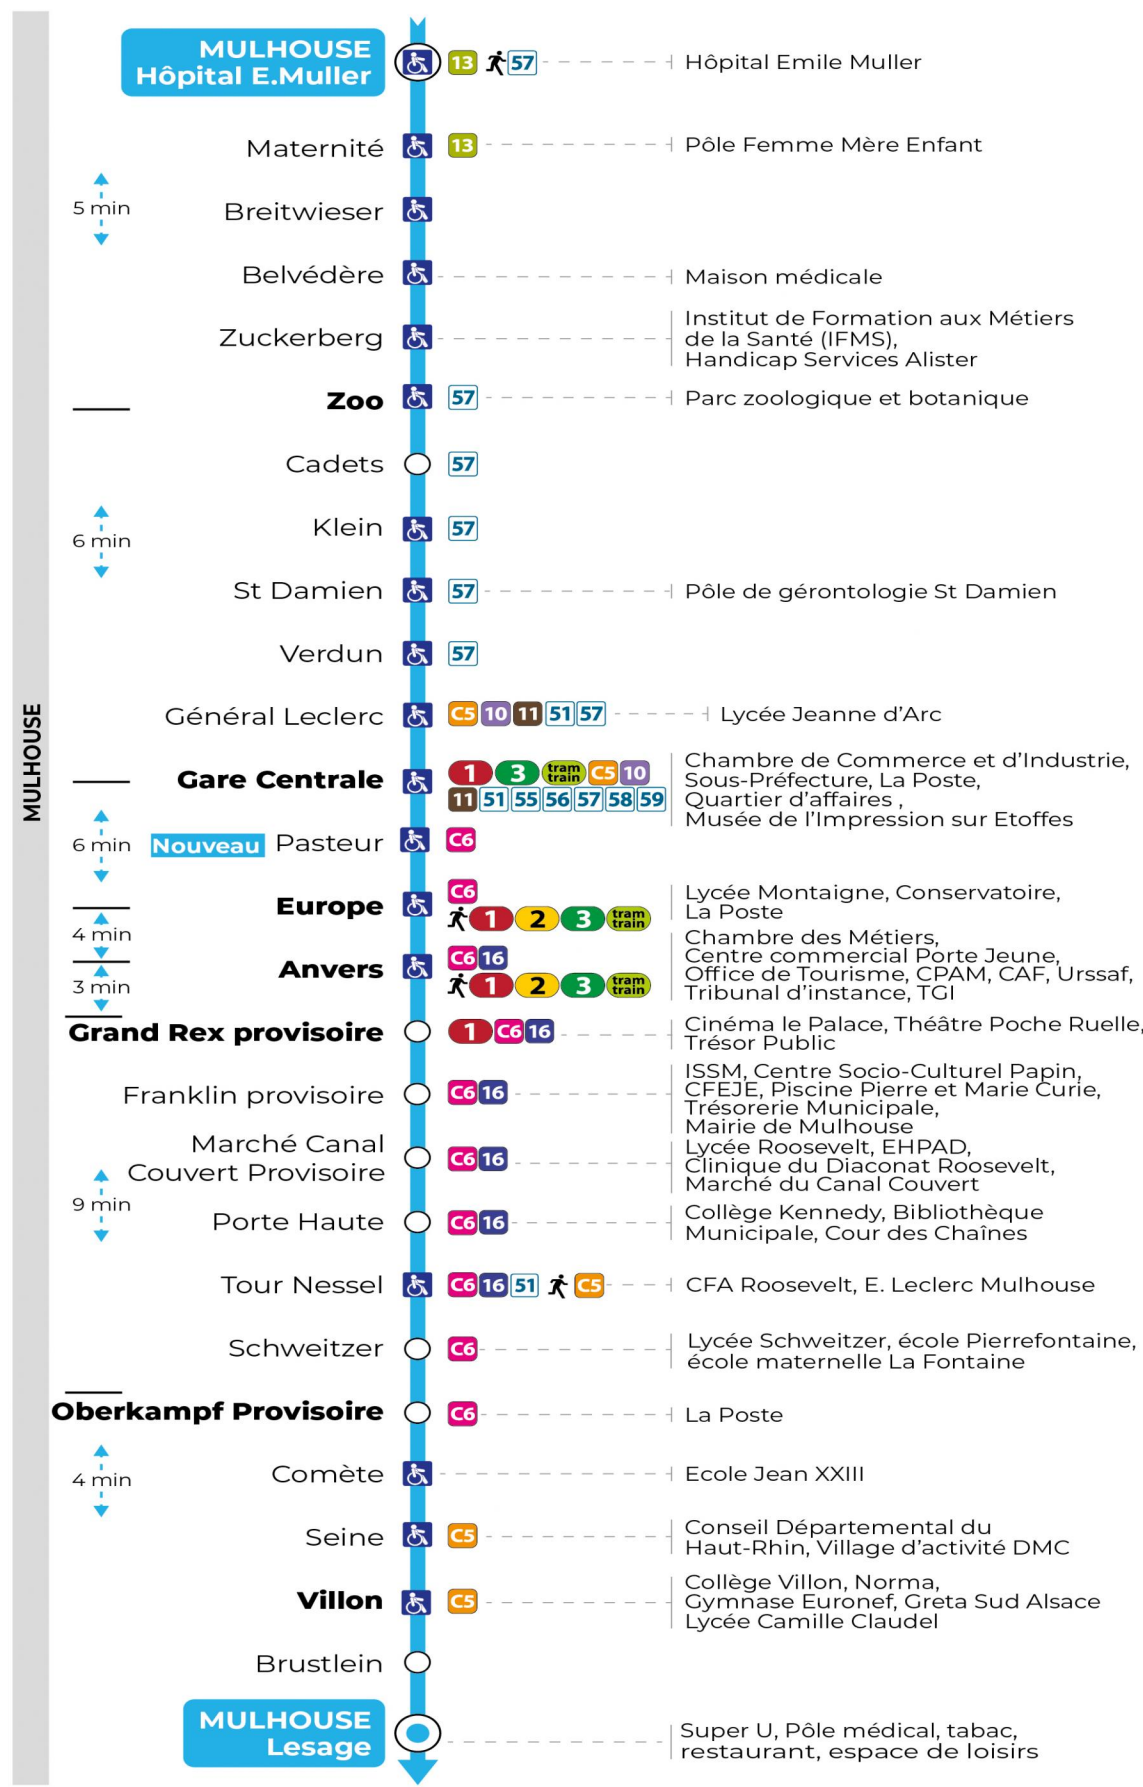 MULHOUSE
MULHOUSE
Hôpital E.Muller
13 57
Hôpital Emile Muller
Maternité
13
Pôle Femme Mère Enfant
5 min
Breitwieser
Belvédère
Maison médicale
Zuckerberg
Institut de Formation aux Métiers
de la Santé (IFMS),
Handicap Services Alister
Zoo
57
Parc zoologique et botanique
Cadets
57
6 min
Klein
57
St Damien
57
Pôle de gérontologie St Damien
Verdun
57
Général Leclerc
C5 10 11 51 57
Lycée Jeanne d’Arc
Gare Centrale
1 3 tram train C5 10
11 51 55 56 57 58 59
Chambre de Commerce et d’Industrie,
Sous-Préfecture, La Poste,
Quartier d’affaires ,
Musée de l’Impression sur Etoffes
6 min
Nouveau Pasteur
C6
Europe
C6
1 2 3 tram train
Lycée Montaigne, Conservatoire,
La Poste
4 min
Anvers
C6 16
1 2 3 tram train
Chambre des Métiers,
Centre commercial Porte Jeune,
Office de Tourisme, CPAM, CAF, Urssaf,
Tribunal d’instance, TGI
3 min
Grand Rex provisoire
1 C6 16
Cinéma le Palace, Théâtre Poche Ruelle,
Trésor Public
Franklin provisoire
C6 16
ISSM, Centre Socio-Culturel Papin,
CFEJE, Piscine Pierre et Marie Curie,
Trésorerie Municipale,
Mairie de Mulhouse
Marché Canal
Couvert Provisoire
C6 16
Lycée Roosevelt, EHPAD,
Clinique du Diaconat Roosevelt,
Marché du Canal Couvert
9 min
Porte Haute
C6 16
Collège Kennedy, Bibliothèque
Municipale, Cour des Chaînes
Tour Nessel
C6 16 51 C5
CFA Roosevelt, E. Leclerc Mulhouse
Schweitzer
C6
Lycée Schweitzer, école Pierrefontaine,
école maternelle La Fontaine
Oberkampf Provisoire
C6
La Poste
4 min
Comète
Ecole Jean XXIII
Seine
C5
Conseil Départemental du
Haut-Rhin, Village d’activité DMC
Villon
C5
Collège Villon, Norma,
Gymnase Euronef, Greta Sud Alsace
Lycée Camille Claudel
Brustlein
MULHOUSE
Lesage
Super U, Pôle médical, tabac,
restaurant, espace de loisirs